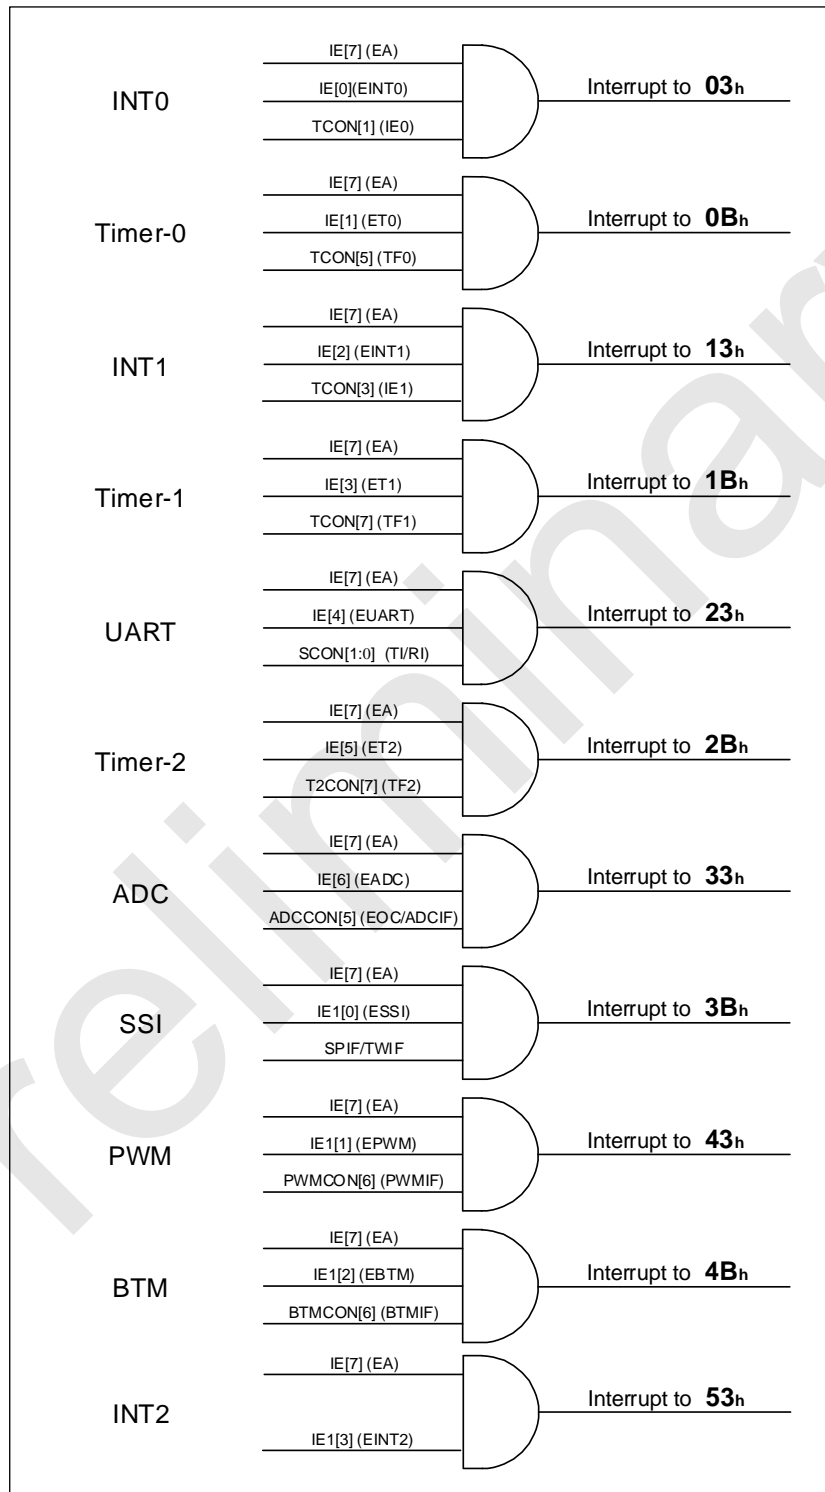 IE[7] (EA)
INT0
IE[0](EINT0)
TCON[1] (IE0)
Interrupt to 03h
IE[7] (EA)
Timer-0
IE[1] (ET0)
TCON[5] (TF0)
Interrupt to 0Bh
IE[7] (EA)
INT1
IE[2] (EINT1)
TCON[3] (IE1)
Interrupt to 13h
IE[7] (EA)
Timer-1
IE[3] (ET1)
TCON[7] (TF1)
Interrupt to 1Bh
IE[7] (EA)
UART
IE[4] (EUART)
SCON[1:0] (TI/RI)
Interrupt to 23h
IE[7] (EA)
Timer-2
IE[5] (ET2)
T2CON[7] (TF2)
Interrupt to 2Bh
IE[7] (EA)
ADC
IE[6] (EADC)
ADCCON[5] (EOC/ADCIF)
Interrupt to 33h
IE[7] (EA)
SSI
IE1[0] (ESSI)
SPIF/TWIF
Interrupt to 3Bh
IE[7] (EA)
PWM
IE1[1] (EPWM)
PWMCON[6] (PWMIF)
Interrupt to 43h
IE[7] (EA)
BTM
IE1[2] (EBTM)
BTMCON[6] (BTMIF)
Interrupt to 4Bh
IE[7] (EA)
INT2
IE1[3] (EINT2)
Interrupt to 53h
reliminar